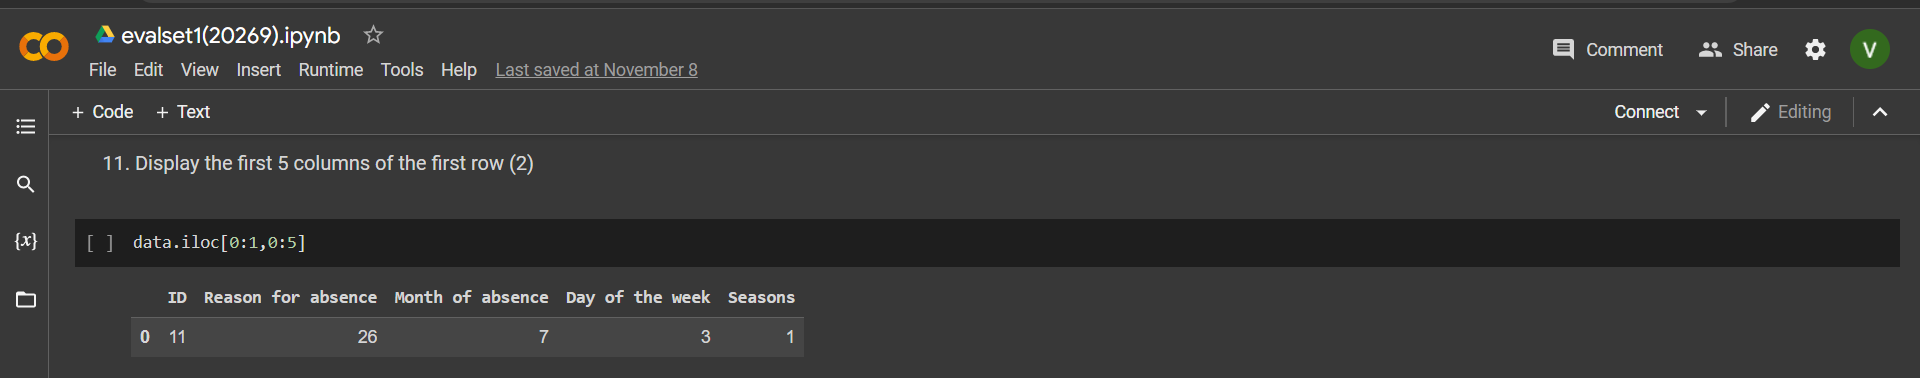 evalset1(20269).ipynb
File Edit View Insert Runtime Tools Help Last saved at November 8
Comment Share V
+ Code + Text
Connect Editing
11. Display the first 5 columns of the first row (2)
{x}
[ ] data.iloc[0:1,0:5]
ID Reason for absence Month of absence Day of the week Seasons
0 11 26 7 3 1